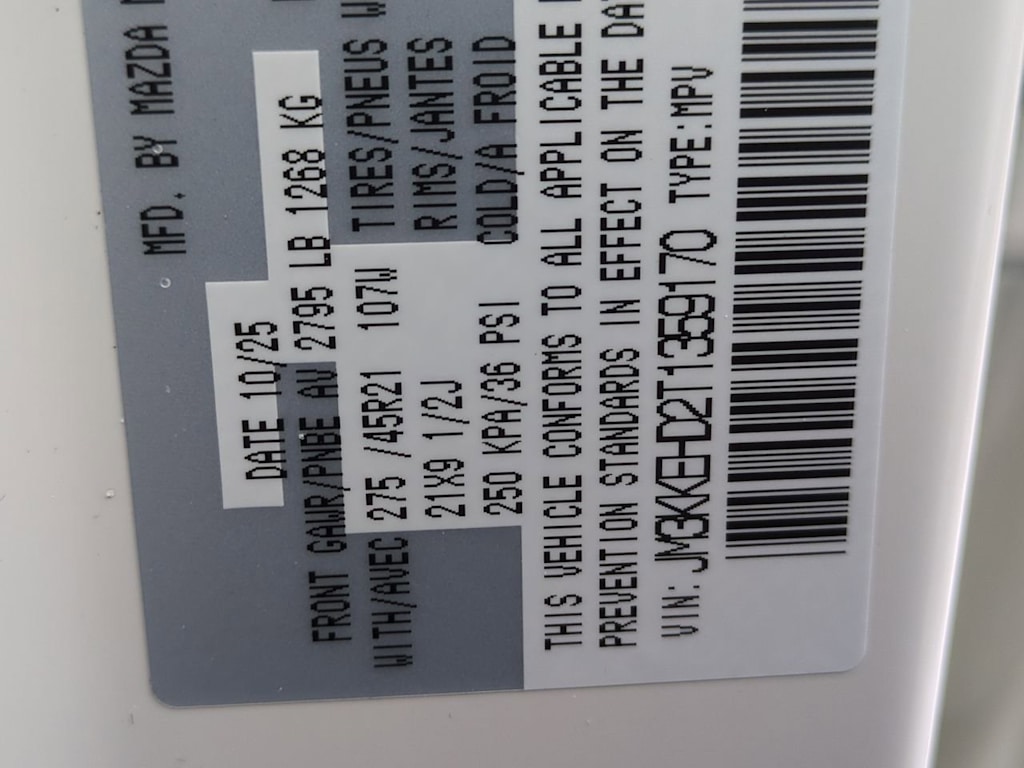 MFD. BY MAZDA
DATE 10/25
FRONT GAWR/PNBE AV 2795 LB 1268 KG
WITH/AVEC 275 /45R21 107W TIRES/PNEUS
21X9 1/2J RIMS/JANTES
250 KPA/36 PSI COLD/A FROID
THIS VEHICLE CONFORMS TO ALL APPLICABLE
PREVENTION STANDARDS IN EFFECT ON THE DA
VIN: JM3KKEHD2T1359170 TYPE:MPV